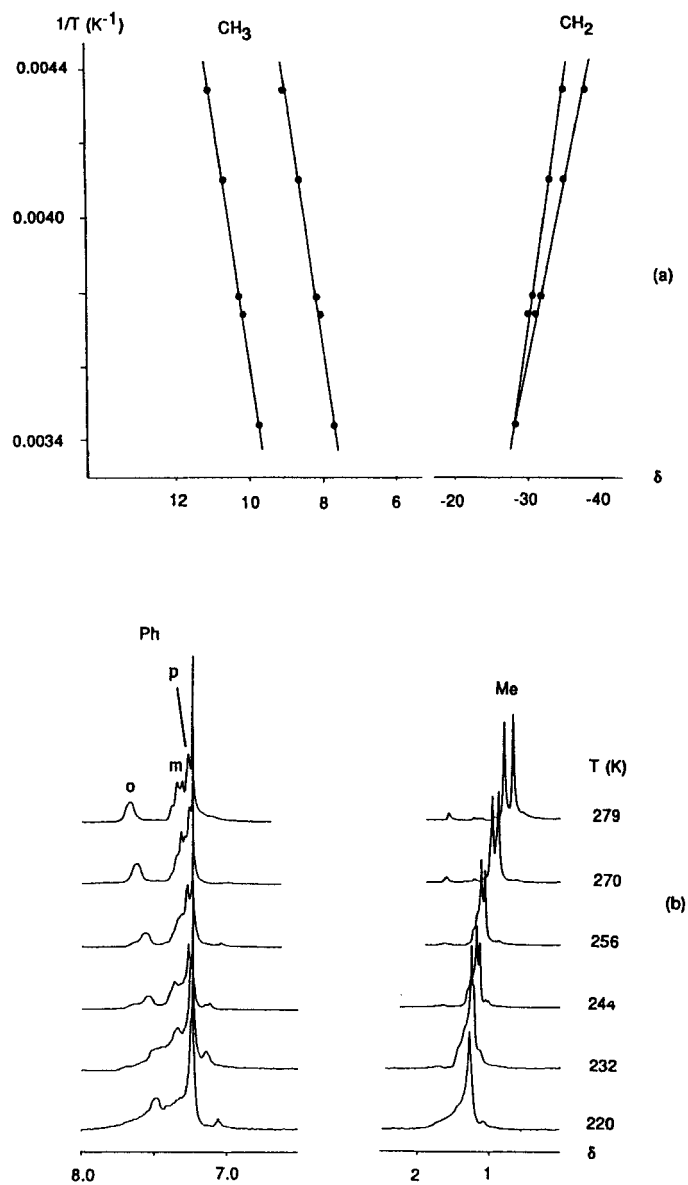 1/T (K⁻¹)
CH₃
CH₂
0.0044
0.0040
(a)
0.0034
12
10
8
6
-20
-30
-40
δ
Ph
p
Me
o
m
T (K)
279
270
(b)
256
244
232
220
8.0
7.0
2
1
δ